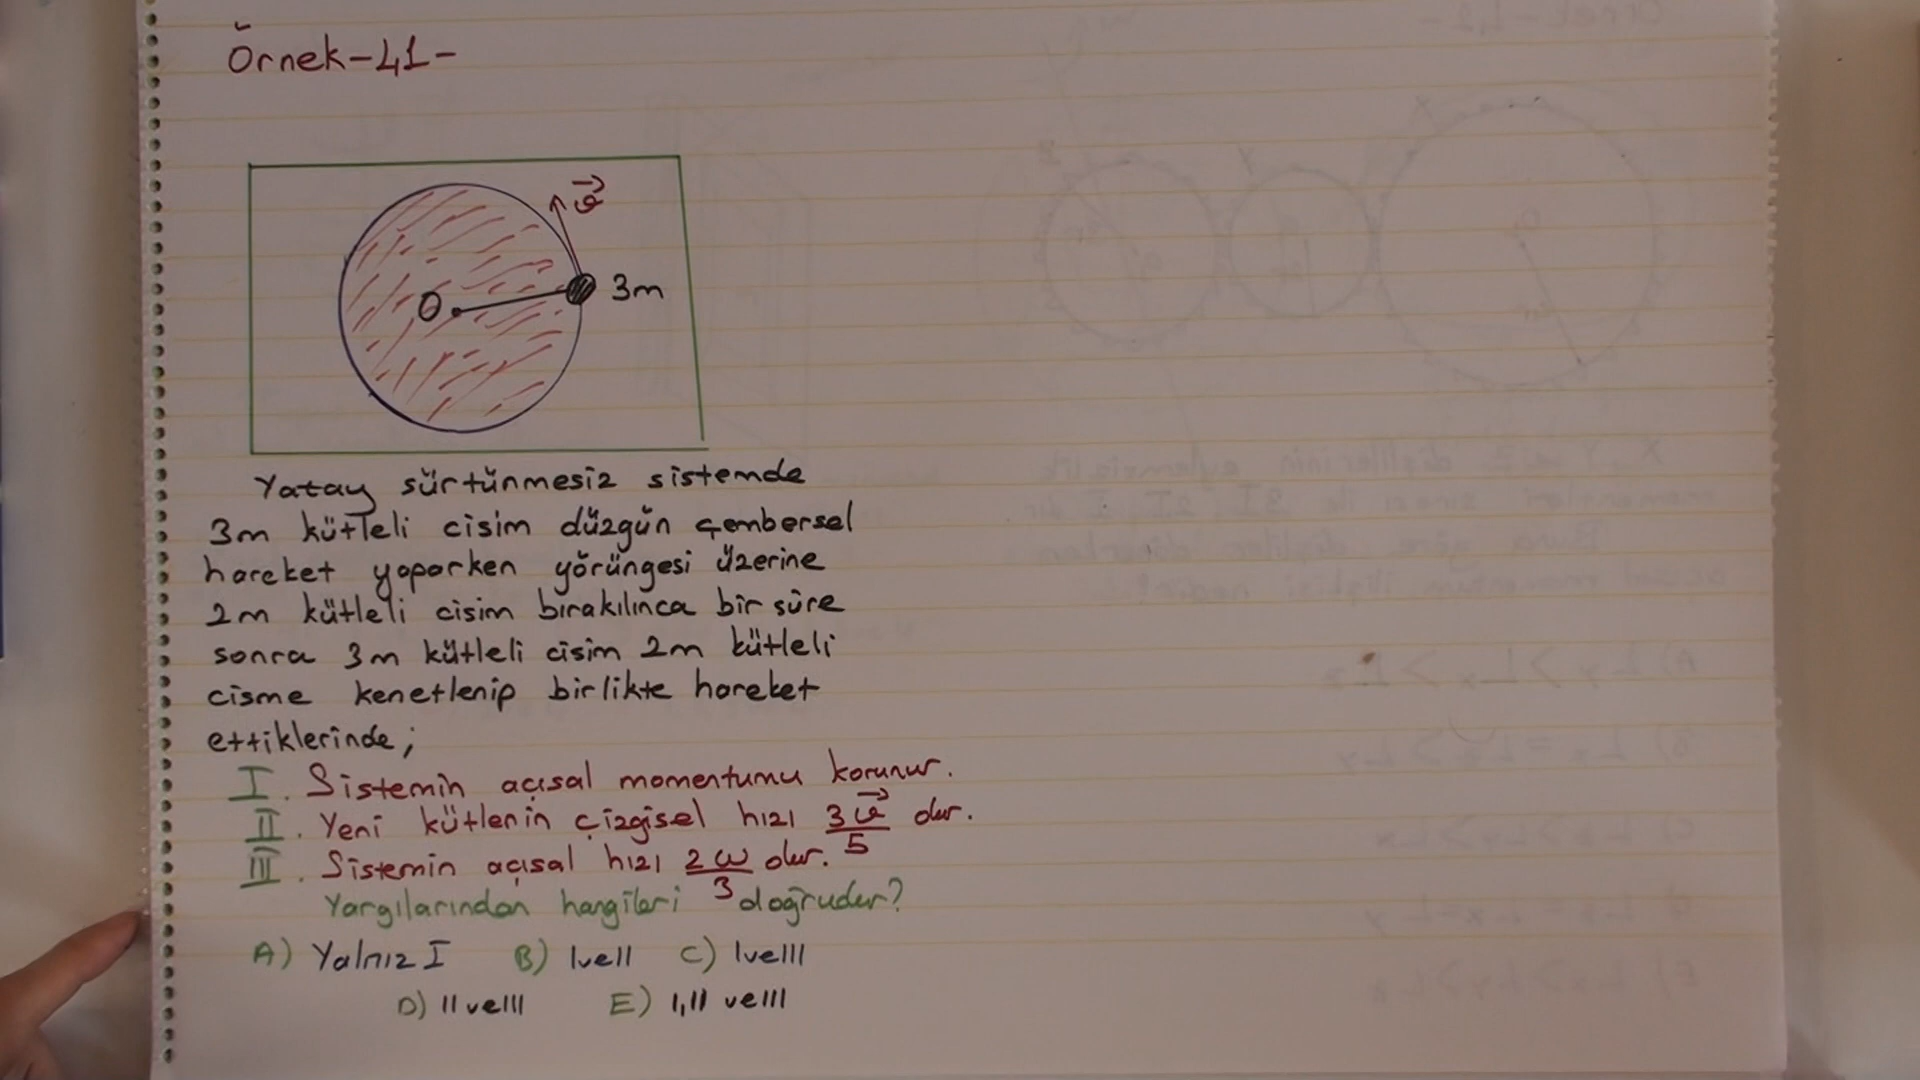 Örnek-41-
v
O
3m
Yatay sürtünmesiz sistemde
3m kütleli cisim düzgün çembersel
hareket yaparken yörüngesi üzerine
2m kütleli cisim bırakılınca bir süre
sonra 3m kütleli cisim 2m kütleli
cisme kenetlenip birlikte hareket
ettiklerinde;
I. Sistemin açısal momentumu korunur.
II. Yeni kütlenin çizgisel hızı 3v/5 olur.
III. Sistemin açısal hızı 2ω/3 olur.
Yargılarından hangileri doğrudur?
A) Yalnız I B) I ve II C) I ve III
D) II ve III E) I, II ve III